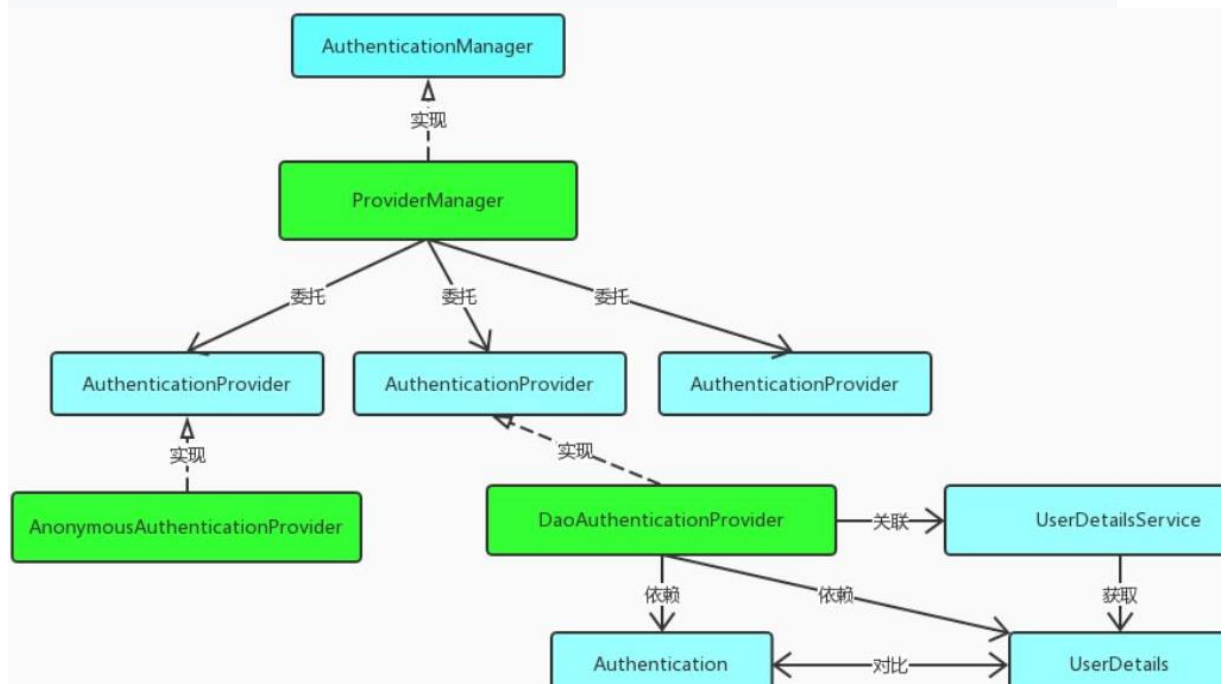 AuthenticationManager
实现
ProviderManager
委托
委托
委托
AuthenticationProvider
AuthenticationProvider
AuthenticationProvider
实现
实现
AnonymousAuthenticationProvider
DaoAuthenticationProvider
关联
UserDetailsService
依赖
依赖
获取
Authentication
对比
UserDetails